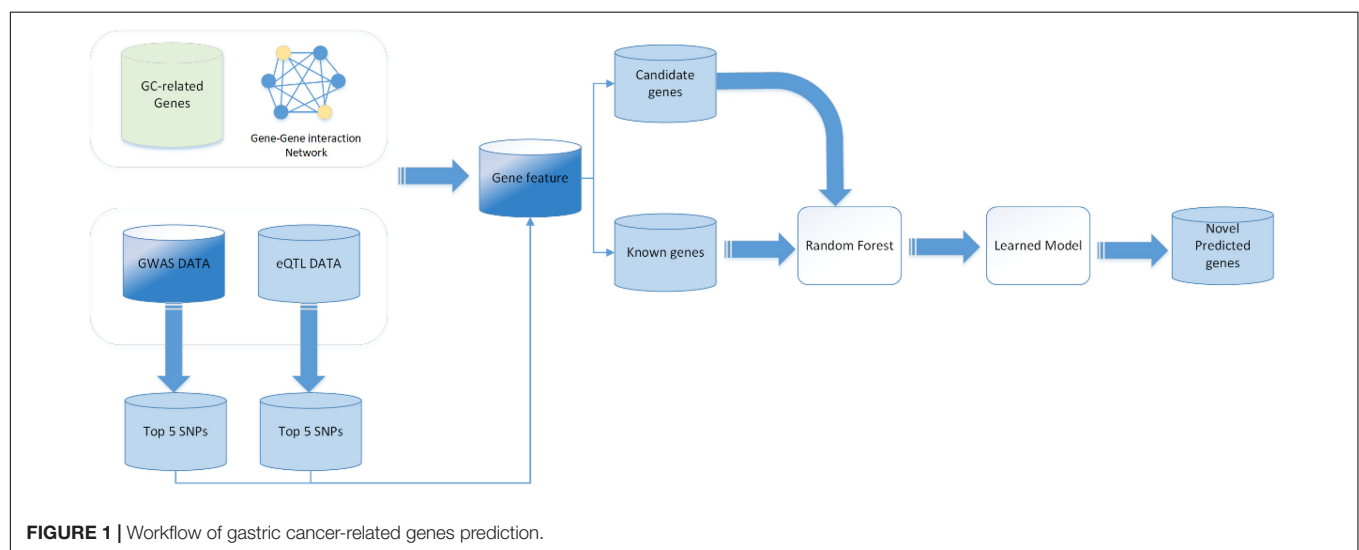 GC-related
Genes
Gene-Gene interaction
Network
GWAS DATA
eQTL DATA
Top 5 SNPs
Top 5 SNPs
Gene feature
Candidate
genes
Known genes
Random Forest
Learned Model
Novel
Predicted
genes
FIGURE 1 | Workflow of gastric cancer-related genes prediction.